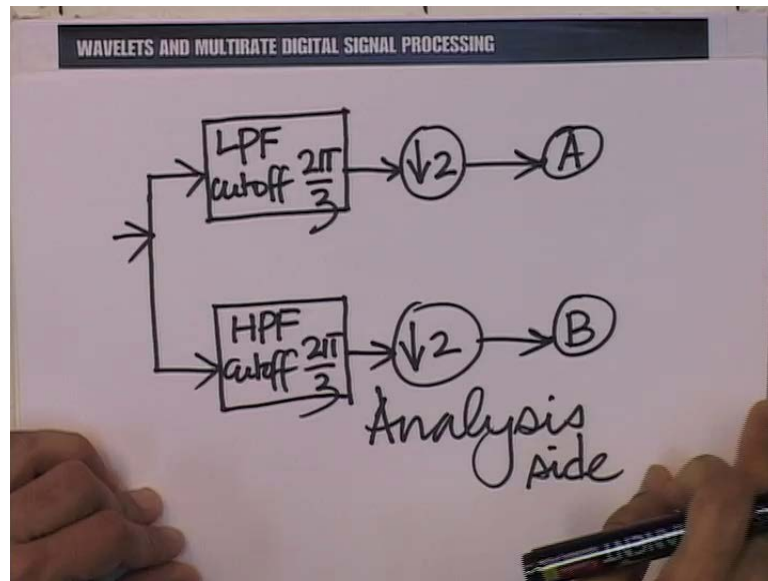 WAVELETS AND MULTIRATE DIGITAL SIGNAL PROCESSING
LPF
cutoff 2π/3
↓2
A
HPF
cutoff 2π/3
↓2
B
Analysis
side